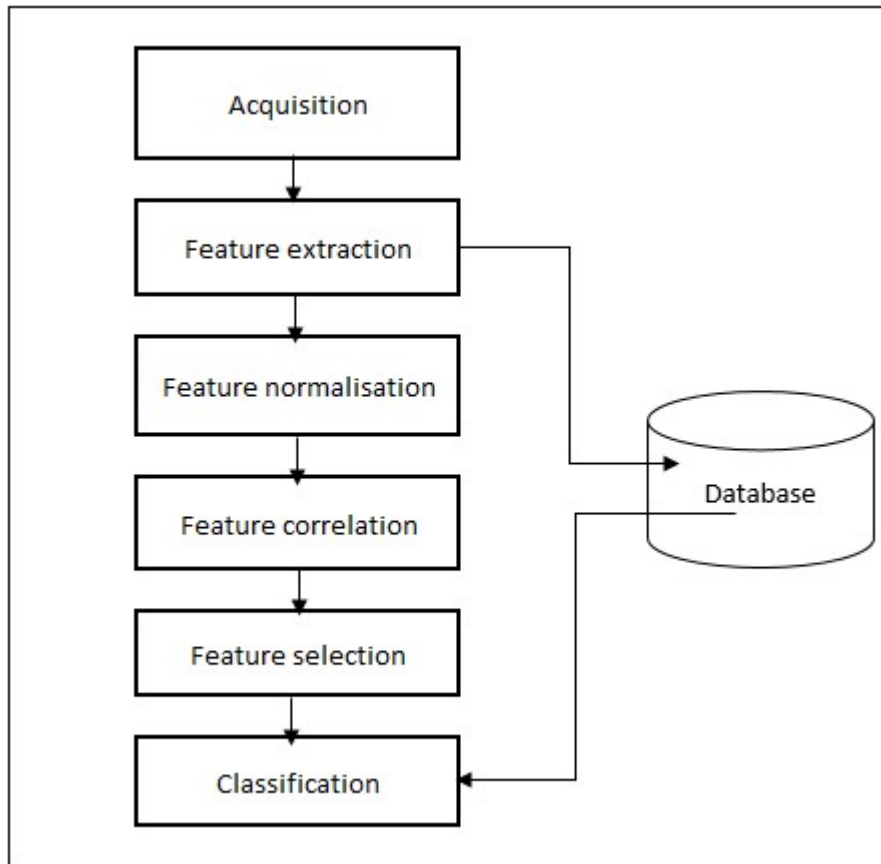 Acquisition
Feature extraction
Feature normalisation
Database
Feature correlation
Feature selection
Classification